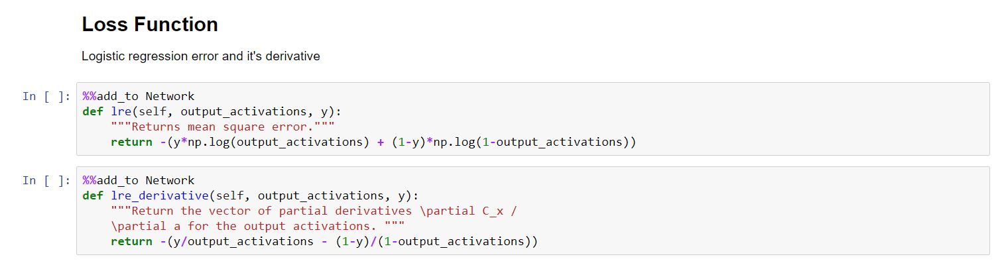 Loss Function
Logistic regression error and it's derivative
In [ ]: %%add_to Network
def lre(self, output_activations, y):
    """Returns mean square error."""
    return -(y*np.log(output_activations) + (1-y)*np.log(1-output_activations))
In [ ]: %%add_to Network
def lre_derivative(self, output_activations, y):
    """Return the vector of partial derivatives \partial C_x /
    \partial a for the output activations. """
    return -(y/output_activations - (1-y)/(1-output_activations))